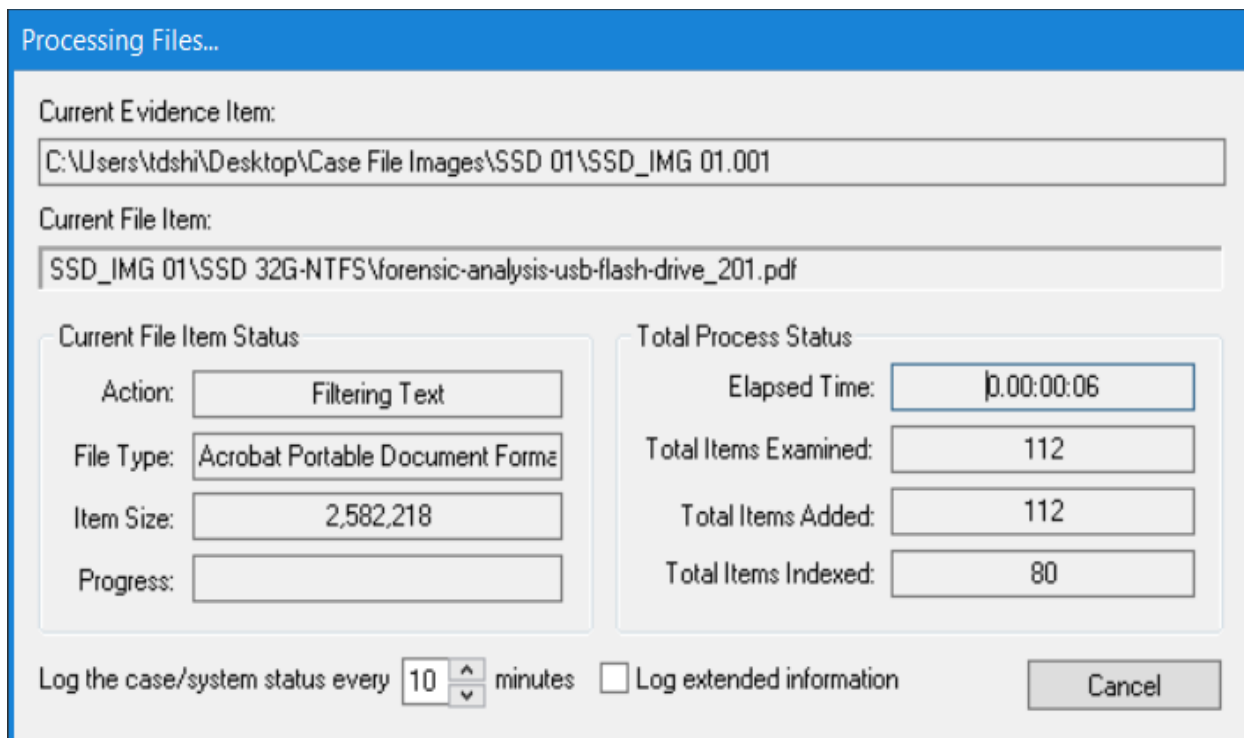 Processing Files...
Current Evidence Item:
C:\Users\tdshi\Desktop\Case File Images\SSD 01\SSD_IMG 01.001
Current File Item:
SSD_IMG 01\SSD 32G-NTFS\forensic-analysis-usb-flash-drive_201.pdf
Current File Item Status
Action: Filtering Text
File Type: Acrobat Portable Document Forma
Item Size: 2,582,218
Progress:
Total Process Status
Elapsed Time: 0.00:00:06
Total Items Examined: 112
Total Items Added: 112
Total Items Indexed: 80
Log the case/system status every 10 minutes Log extended information Cancel